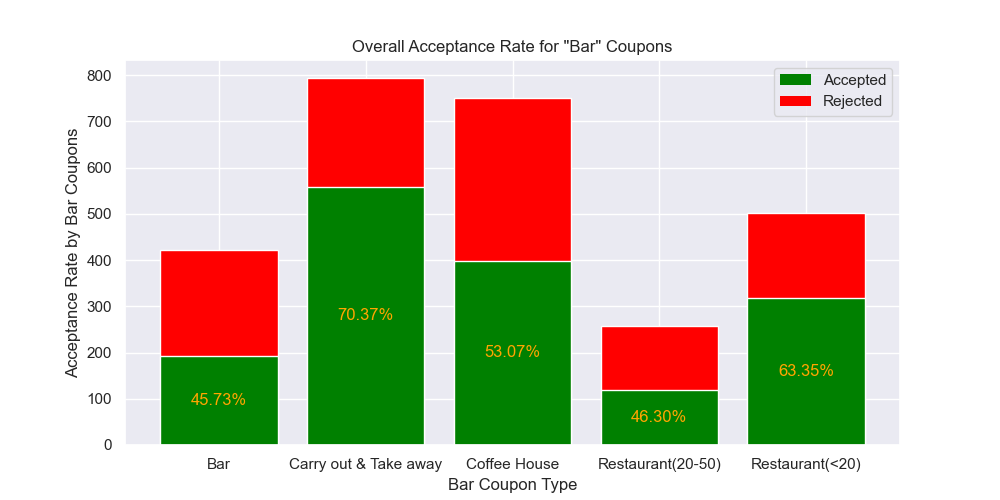 Overall Acceptance Rate for "Bar" Coupons
Accepted
Rejected
Acceptance Rate by Bar Coupons
800
700
600
500
400
300
200
100
0
45.73%
70.37%
53.07%
46.30%
63.35%
Bar
Carry out & Take away
Coffee House
Restaurant(20-50)
Restaurant(<20)
Bar Coupon Type